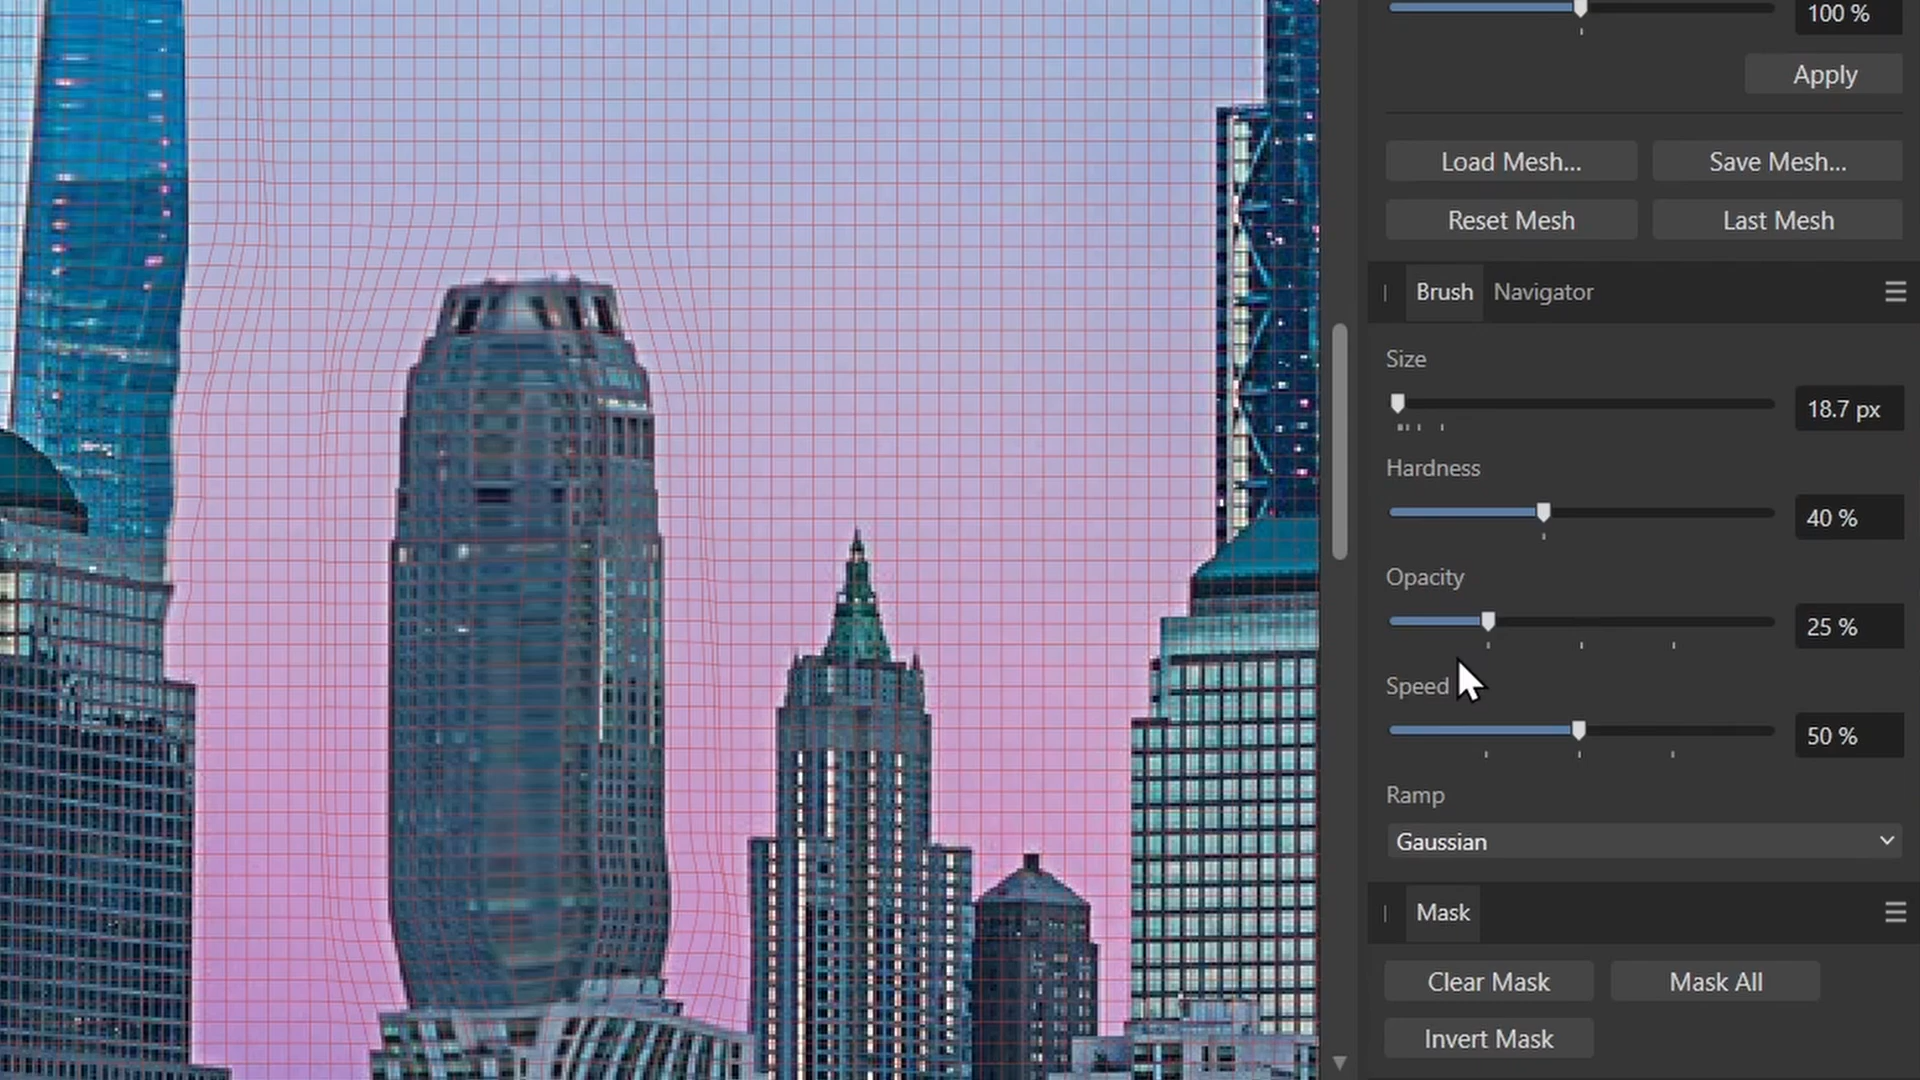 100 %
Apply
Load Mesh...
Save Mesh...
Reset Mesh
Last Mesh
Brush
Navigator
Size
18.7 px
Hardness
40 %
Opacity
25 %
Speed
50 %
Ramp
Gaussian
Mask
Clear Mask
Mask All
Invert Mask